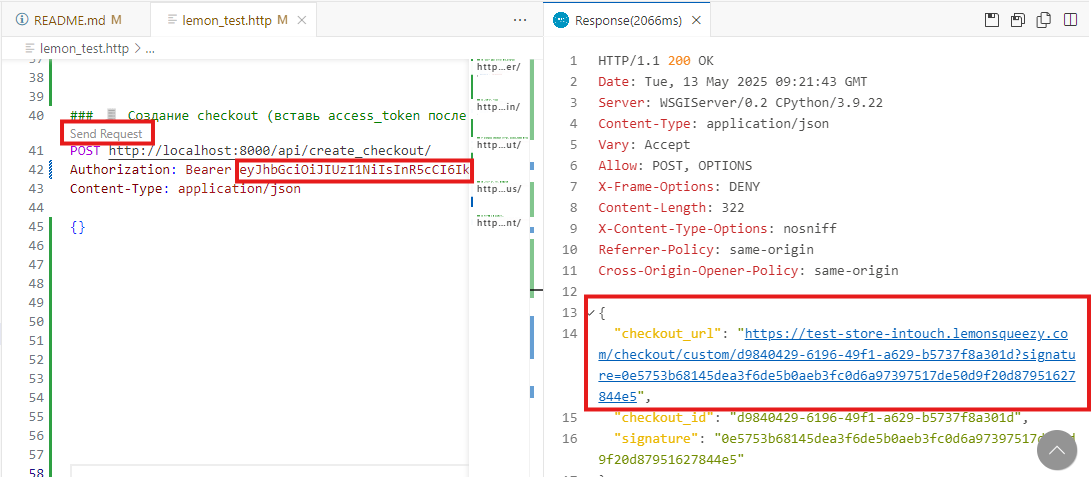 README.md M
lemon_test.http M
lemon_test.http > ...
37
38
39
40 ### Создание checkout (вставь access_token после
Send Request
41 POST http://localhost:8000/api/create_checkout/
42 Authorization: Bearer eyJhbGciOiJIUzI1NiIsInR5cCI6Ik
43 Content-Type: application/json
44
45 {}
46
47
48
49
50
51
52
53
54
55
56
57
58
http...er/
http...in/
http...ut/
http...us/
http...nt/
Response(2066ms)
1 HTTP/1.1 200 OK
2 Date: Tue, 13 May 2025 09:21:43 GMT
3 Server: WSGIServer/0.2 CPython/3.9.22
4 Content-Type: application/json
5 Vary: Accept
6 Allow: POST, OPTIONS
7 X-Frame-Options: DENY
8 Content-Length: 322
9 X-Content-Type-Options: nosniff
10 Referrer-Policy: same-origin
11 Cross-Origin-Opener-Policy: same-origin
12
13 {
14 "checkout_url": "https://test-store-intouch.lemonsqueezy.co
m/checkout/custom/d9840429-6196-49f1-a629-b5737f8a301d?signatu
re=0e5753b68145dea3f6de5b0aeb3fc0d6a97397517de50d9f20d87951627
844e5",
15 "checkout_id": "d9840429-6196-49f1-a629-b5737f8a301d",
16 "signature": "0e5753b68145dea3f6de5b0aeb3fc0d6a97397517d
9f20d87951627844e5"